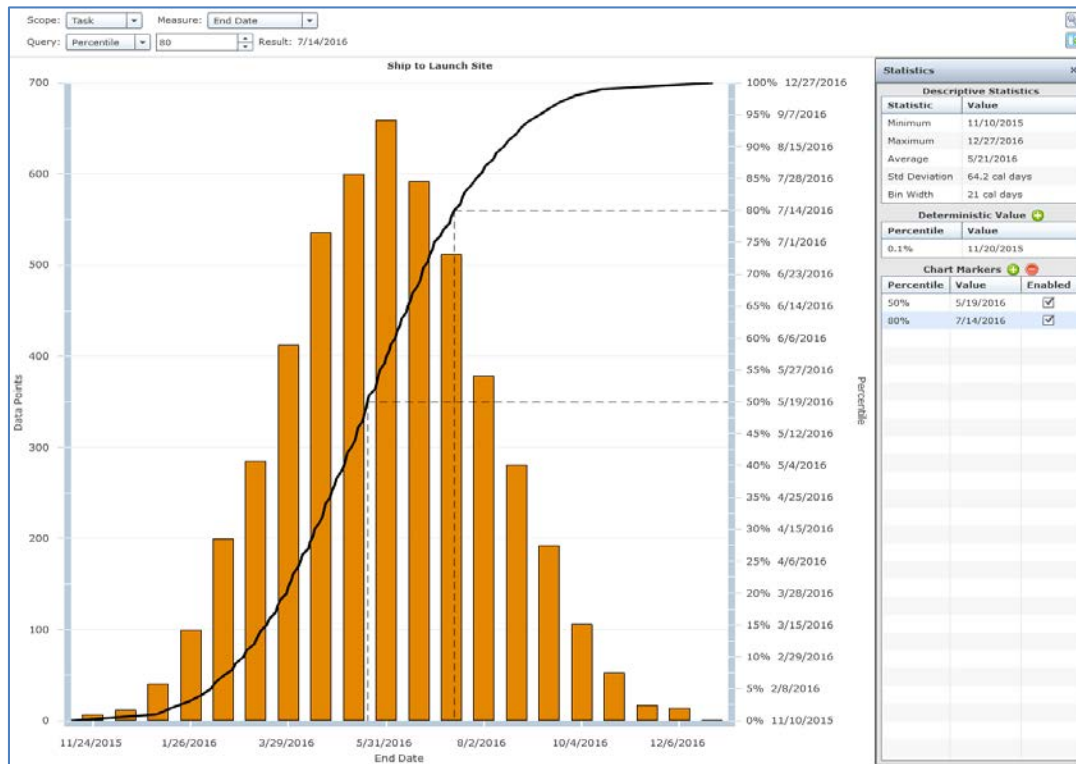 Scope: Task Measure: End Date
Query: Percentile 80 Result: 7/14/2016
Ship to Launch Site
700
600
500
400
300
200
100
0
Data Points
11/24/2015 1/26/2016 3/29/2016 5/31/2016 8/2/2016 10/4/2016 12/6/2016
End Date
100% 12/27/2016
95% 9/7/2016
90% 8/15/2016
85% 7/28/2016
80% 7/14/2016
75% 7/1/2016
70% 6/23/2016
65% 6/14/2016
60% 6/6/2016
55% 5/27/2016
50% 5/19/2016
45% 5/12/2016
40% 5/4/2016
35% 4/25/2016
30% 4/15/2016
25% 4/6/2016
20% 3/28/2016
15% 3/15/2016
10% 2/29/2016
5% 2/8/2016
0% 11/10/2015
Percentile
Statistics
Descriptive Statistics
Statistic Value
Minimum 11/10/2015
Maximum 12/27/2016
Average 5/21/2016
Std Deviation 64.2 cal days
Bin Width 21 cal days
Deterministic Value
Percentile Value
0.1% 11/20/2015
Chart Markers
Percentile Value Enabled
50% 5/19/2016
80% 7/14/2016